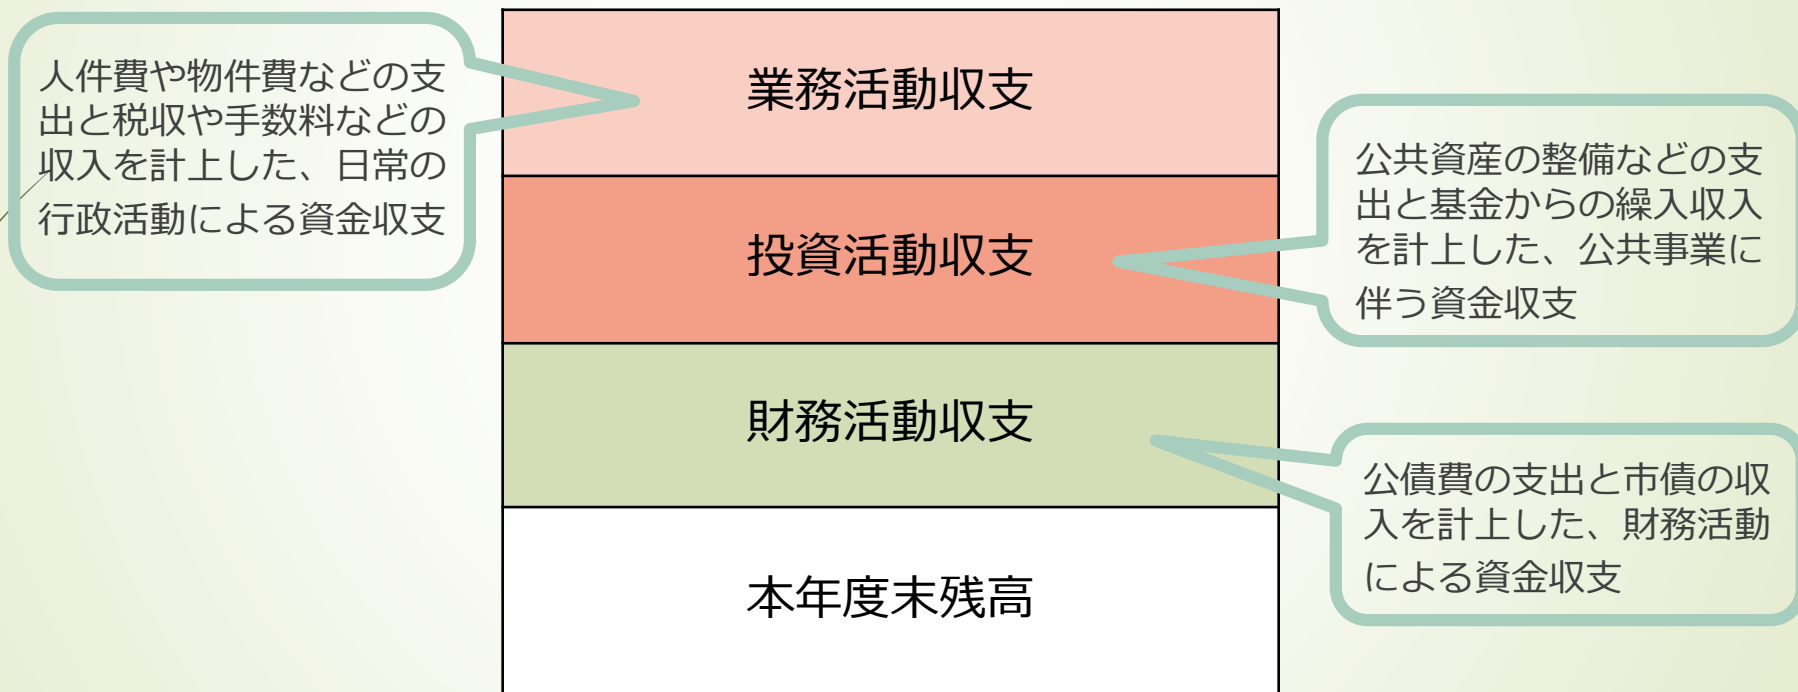 人件費や物件費などの支
出と税収や手数料などの
収入を計上した、日常の
行政活動による資金収支
業務活動収支
公共資産の整備などの支
出と基金からの繰入収入
を計上した、公共事業に
伴う資金収支
投資活動収支
財務活動収支
公債費の支出と市債の収
入を計上した、財務活動
による資金収支
本年度末残高